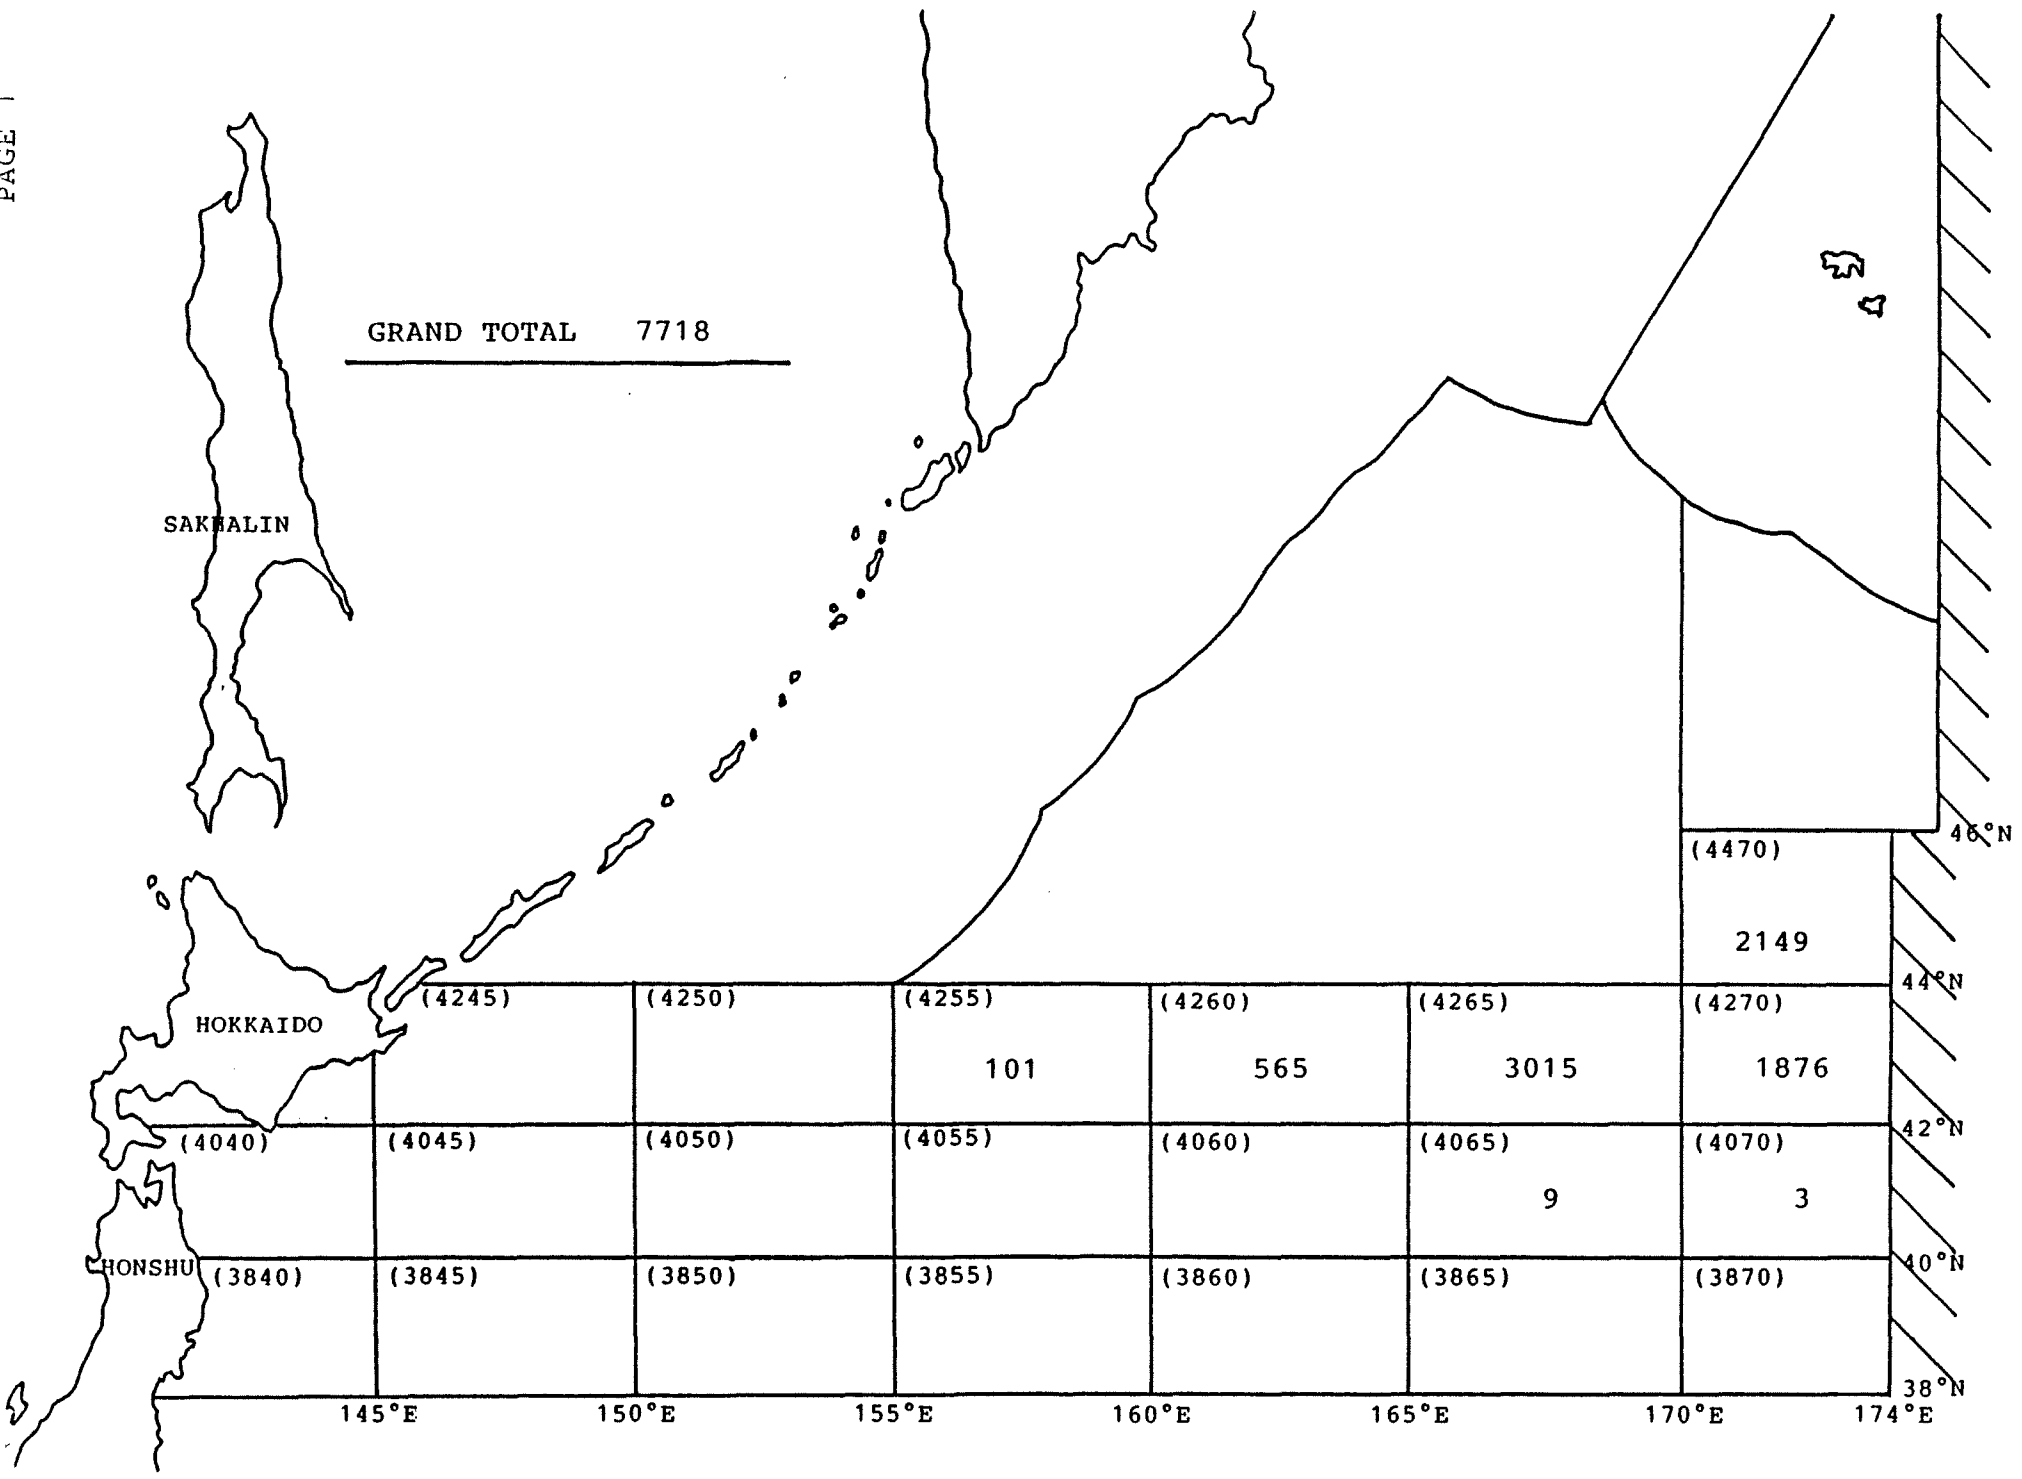 PAGE 1
GRAND TOTAL 7718
SAKHALIN
46°N
(4470)
2149
44°N
(4245) (4250) (4255) (4260) (4265) (4270)
HOKKAIDO
101 565 3015 1876
42°N
(4040) (4045) (4050) (4055) (4060) (4065) (4070)
9 3
40°N
HONSHU (3840) (3845) (3850) (3855) (3860) (3865) (3870)
38°N
145°E 150°E 155°E 160°E 165°E 170°E 174°E